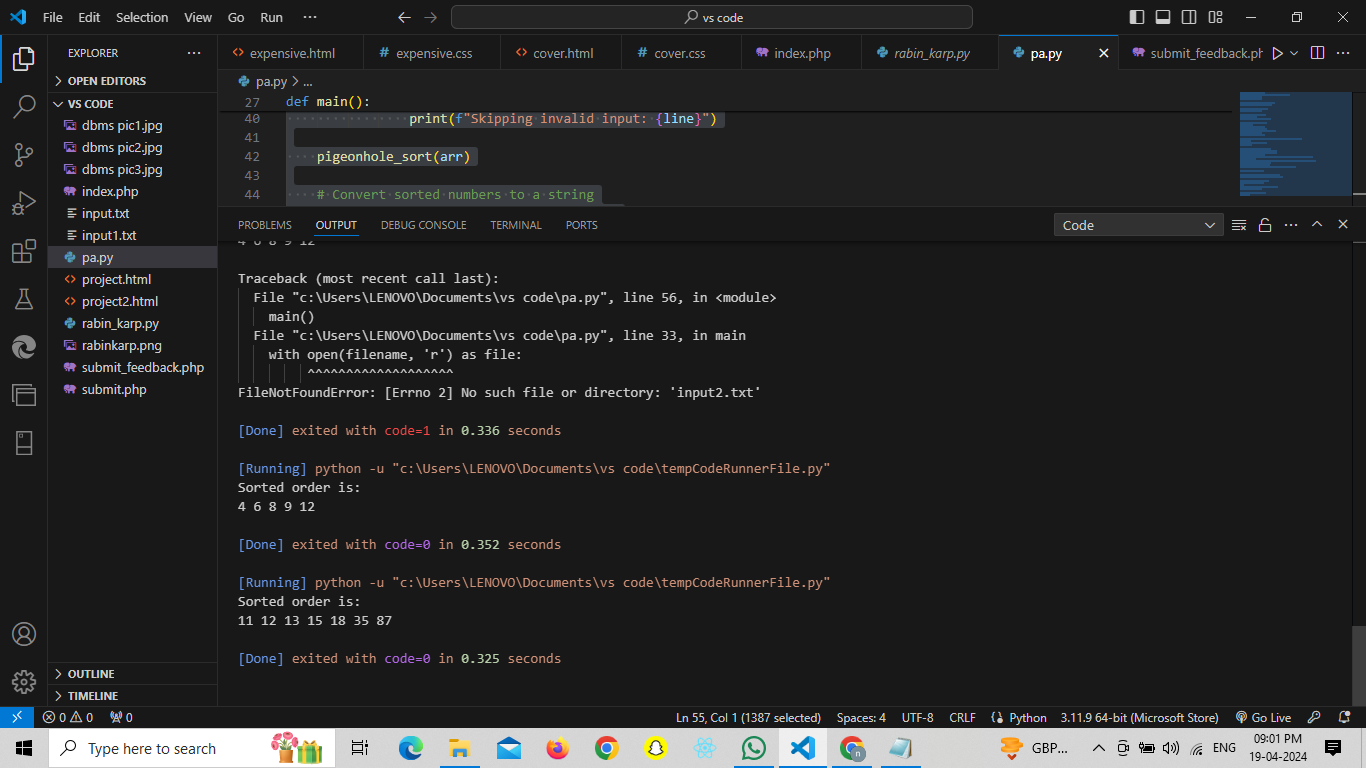 File Edit Selection View Go Run ··· vs code
EXPLORER ···
OPEN EDITORS
VS CODE
dbms pic1.jpg
dbms pic2.jpg
dbms pic3.jpg
index.php
input.txt
input1.txt
pa.py
project.html
project2.html
rabin_karp.py
rabinkarp.png
submit_feedback.php
submit.php
OUTLINE
TIMELINE
expensive.html expensive.css cover.html cover.css index.php rabin_karp.py pa.py submit_feedback.ph
pa.py > ...
27 def main():
40 print(f"Skipping invalid input: {line}")
41
42 pigeonhole_sort(arr)
43
44 # Convert sorted numbers to a string
PROBLEMS OUTPUT DEBUG CONSOLE TERMINAL PORTS Code
4 6 8 9 12
Traceback (most recent call last):
File "c:\Users\LENOVO\Documents\vs code\pa.py", line 56, in <module>
main()
File "c:\Users\LENOVO\Documents\vs code\pa.py", line 33, in main
with open(filename, 'r') as file:
^^^^^^^^^^^^^^^^^^^
FileNotFoundError: [Errno 2] No such file or directory: 'input2.txt'
[Done] exited with code=1 in 0.336 seconds
[Running] python -u "c:\Users\LENOVO\Documents\vs code\tempCodeRunnerFile.py"
Sorted order is:
4 6 8 9 12
[Done] exited with code=0 in 0.352 seconds
[Running] python -u "c:\Users\LENOVO\Documents\vs code\tempCodeRunnerFile.py"
Sorted order is:
11 12 13 15 18 35 87
[Done] exited with code=0 in 0.325 seconds
0 0 0 Ln 55, Col 1 (1387 selected) Spaces: 4 UTF-8 CRLF Python 3.11.9 64-bit (Microsoft Store) Go Live
Type here to search GBP... ENG 09:01 PM
19-04-2024